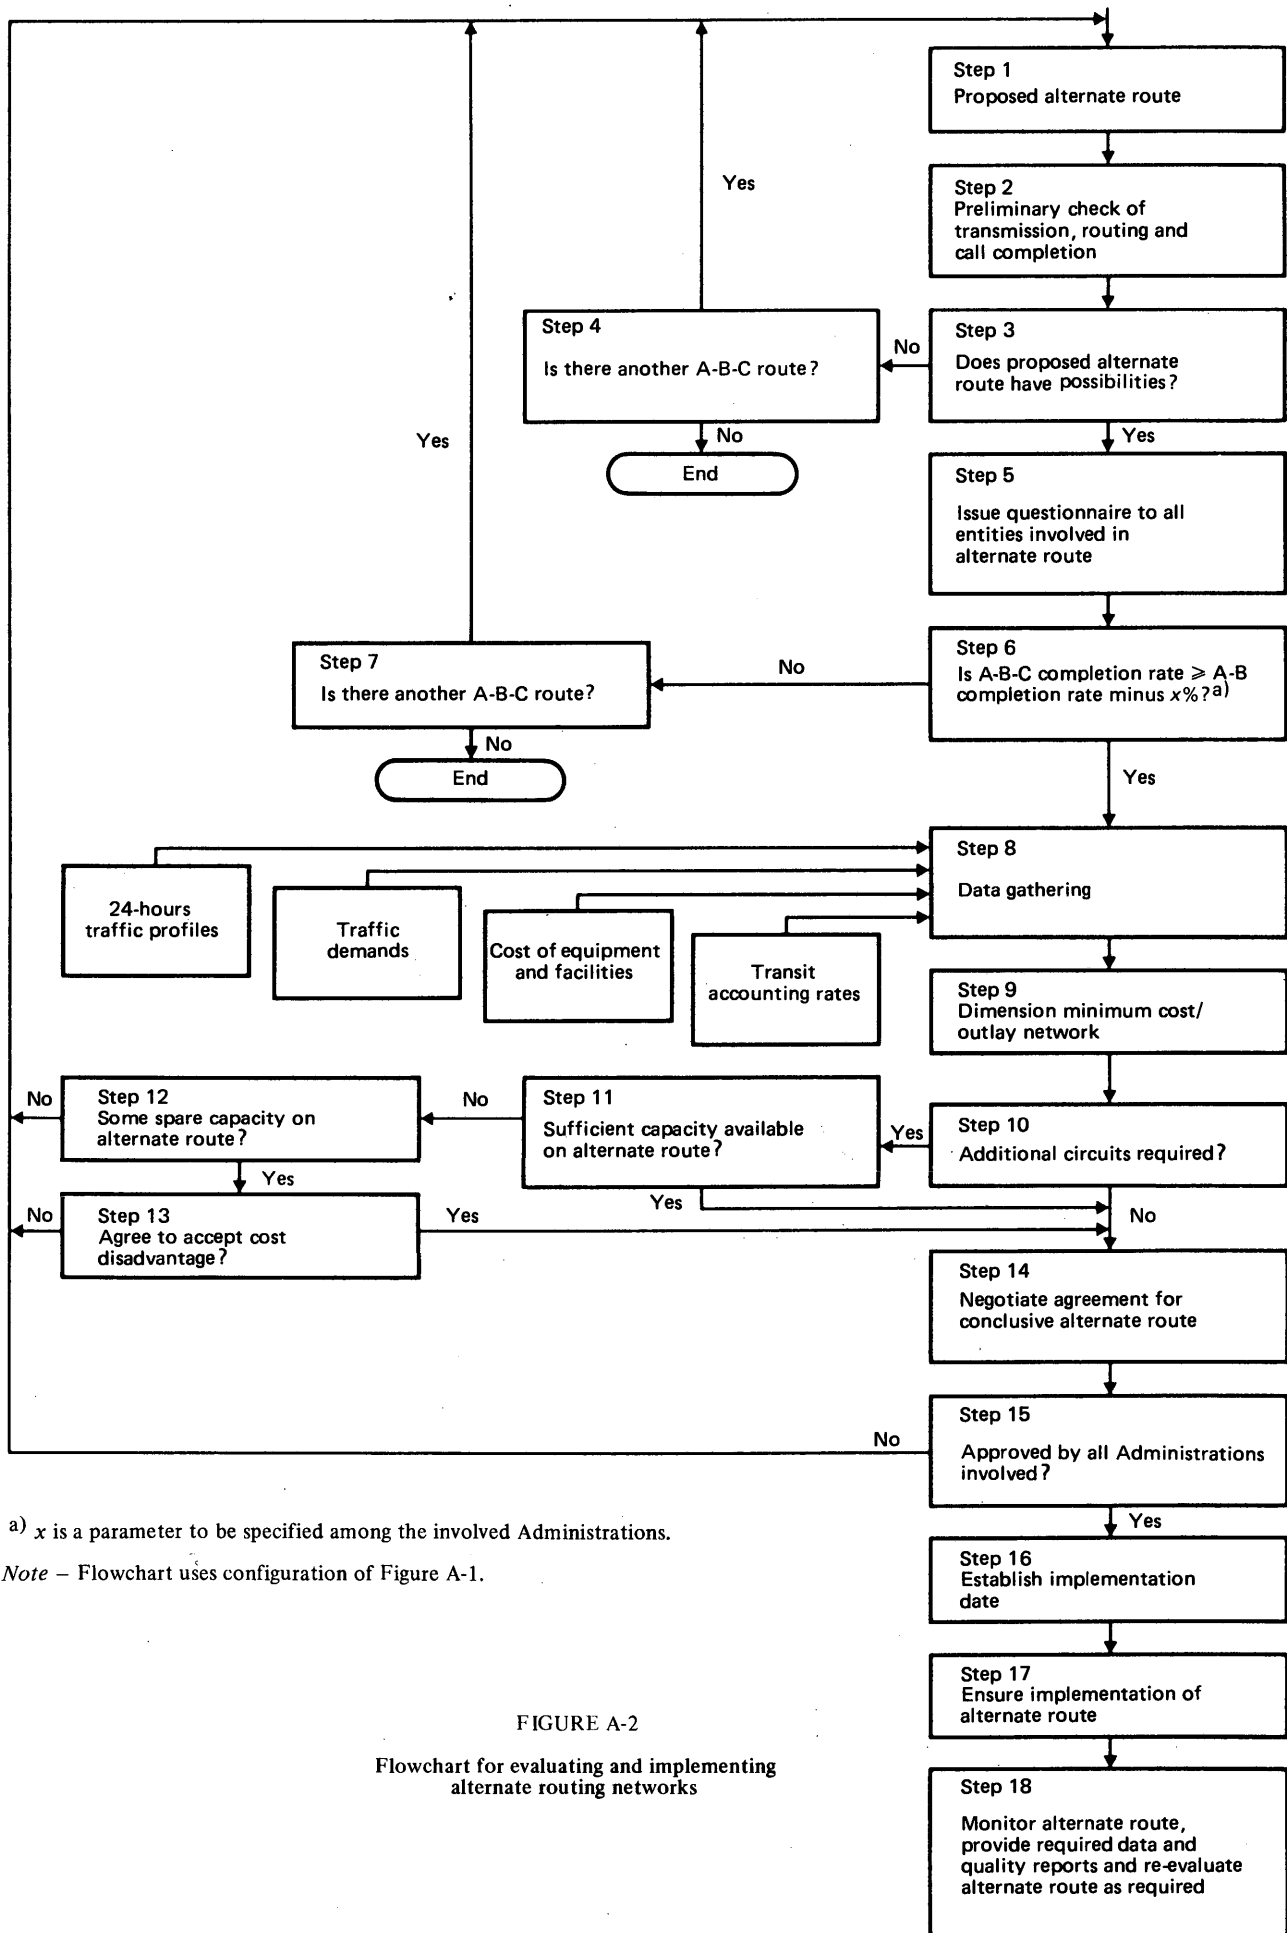 Step 1
Proposed alternate route
Step 2
Preliminary check of
transmission, routing and
call completion
Yes
Step 3
Does proposed alternate
route have possibilities?
No
Step 4
Is there another A-B-C route?
No
End
Yes
Step 5
Issue questionnaire to all
entities involved in
alternate route
Yes
Step 6
Is A-B-C completion rate ⩾ A-B
completion rate minus x%?a)
No
Step 7
Is there another A-B-C route?
No
End
Yes
Step 8
Data gathering
24-hours
traffic profiles
Traffic
demands
Cost of equipment
and facilities
Transit
accounting rates
Step 9
Dimension minimum cost/
outlay network
Step 10
Additional circuits required?
Yes
Step 11
Sufficient capacity available
on alternate route?
No
Step 12
Some spare capacity on
alternate route?
No
Yes
Step 13
Agree to accept cost
disadvantage?
No
Yes
Yes
No
Step 14
Negotiate agreement for
conclusive alternate route
Step 15
Approved by all Administrations
involved?
No
Yes
Step 16
Establish implementation
date
Step 17
Ensure implementation of
alternate route
Step 18
Monitor alternate route,
provide required data and
quality reports and re-evaluate
alternate route as required
a) x is a parameter to be specified among the involved Administrations.
Note – Flowchart uses configuration of Figure A-1.
FIGURE A-2
Flowchart for evaluating and implementing
alternate routing networks